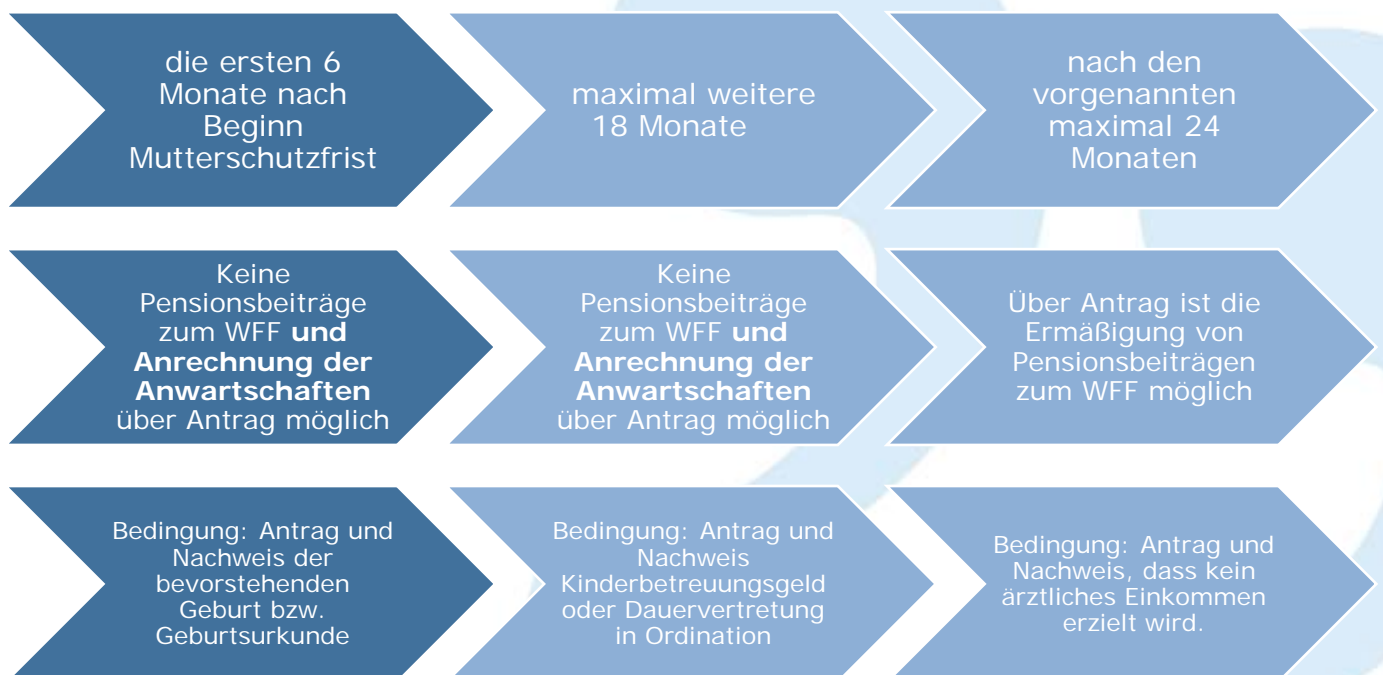 die ersten 6
Monate nach
Beginn
Mutterschutzfrist
maximal weitere
18 Monate
nach den
vorgenannten
maximal 24
Monaten
Keine
Pensionsbeiträge
zum WFF und
Anrechnung der
Anwartschaften
über Antrag möglich
Keine
Pensionsbeiträge
zum WFF und
Anrechnung der
Anwartschaften
über Antrag möglich
Über Antrag ist die
Ermäßigung von
Pensionsbeiträgen
zum WFF möglich
Bedingung: Antrag und
Nachweis der
bevorstehenden
Geburt bzw.
Geburtsurkunde
Bedingung: Antrag und
Nachweis
Kinderbetreuungsgeld
oder Dauervertretung
in Ordination
Bedingung: Antrag und
Nachweis, dass kein
ärztliches Einkommen
erzielt wird.